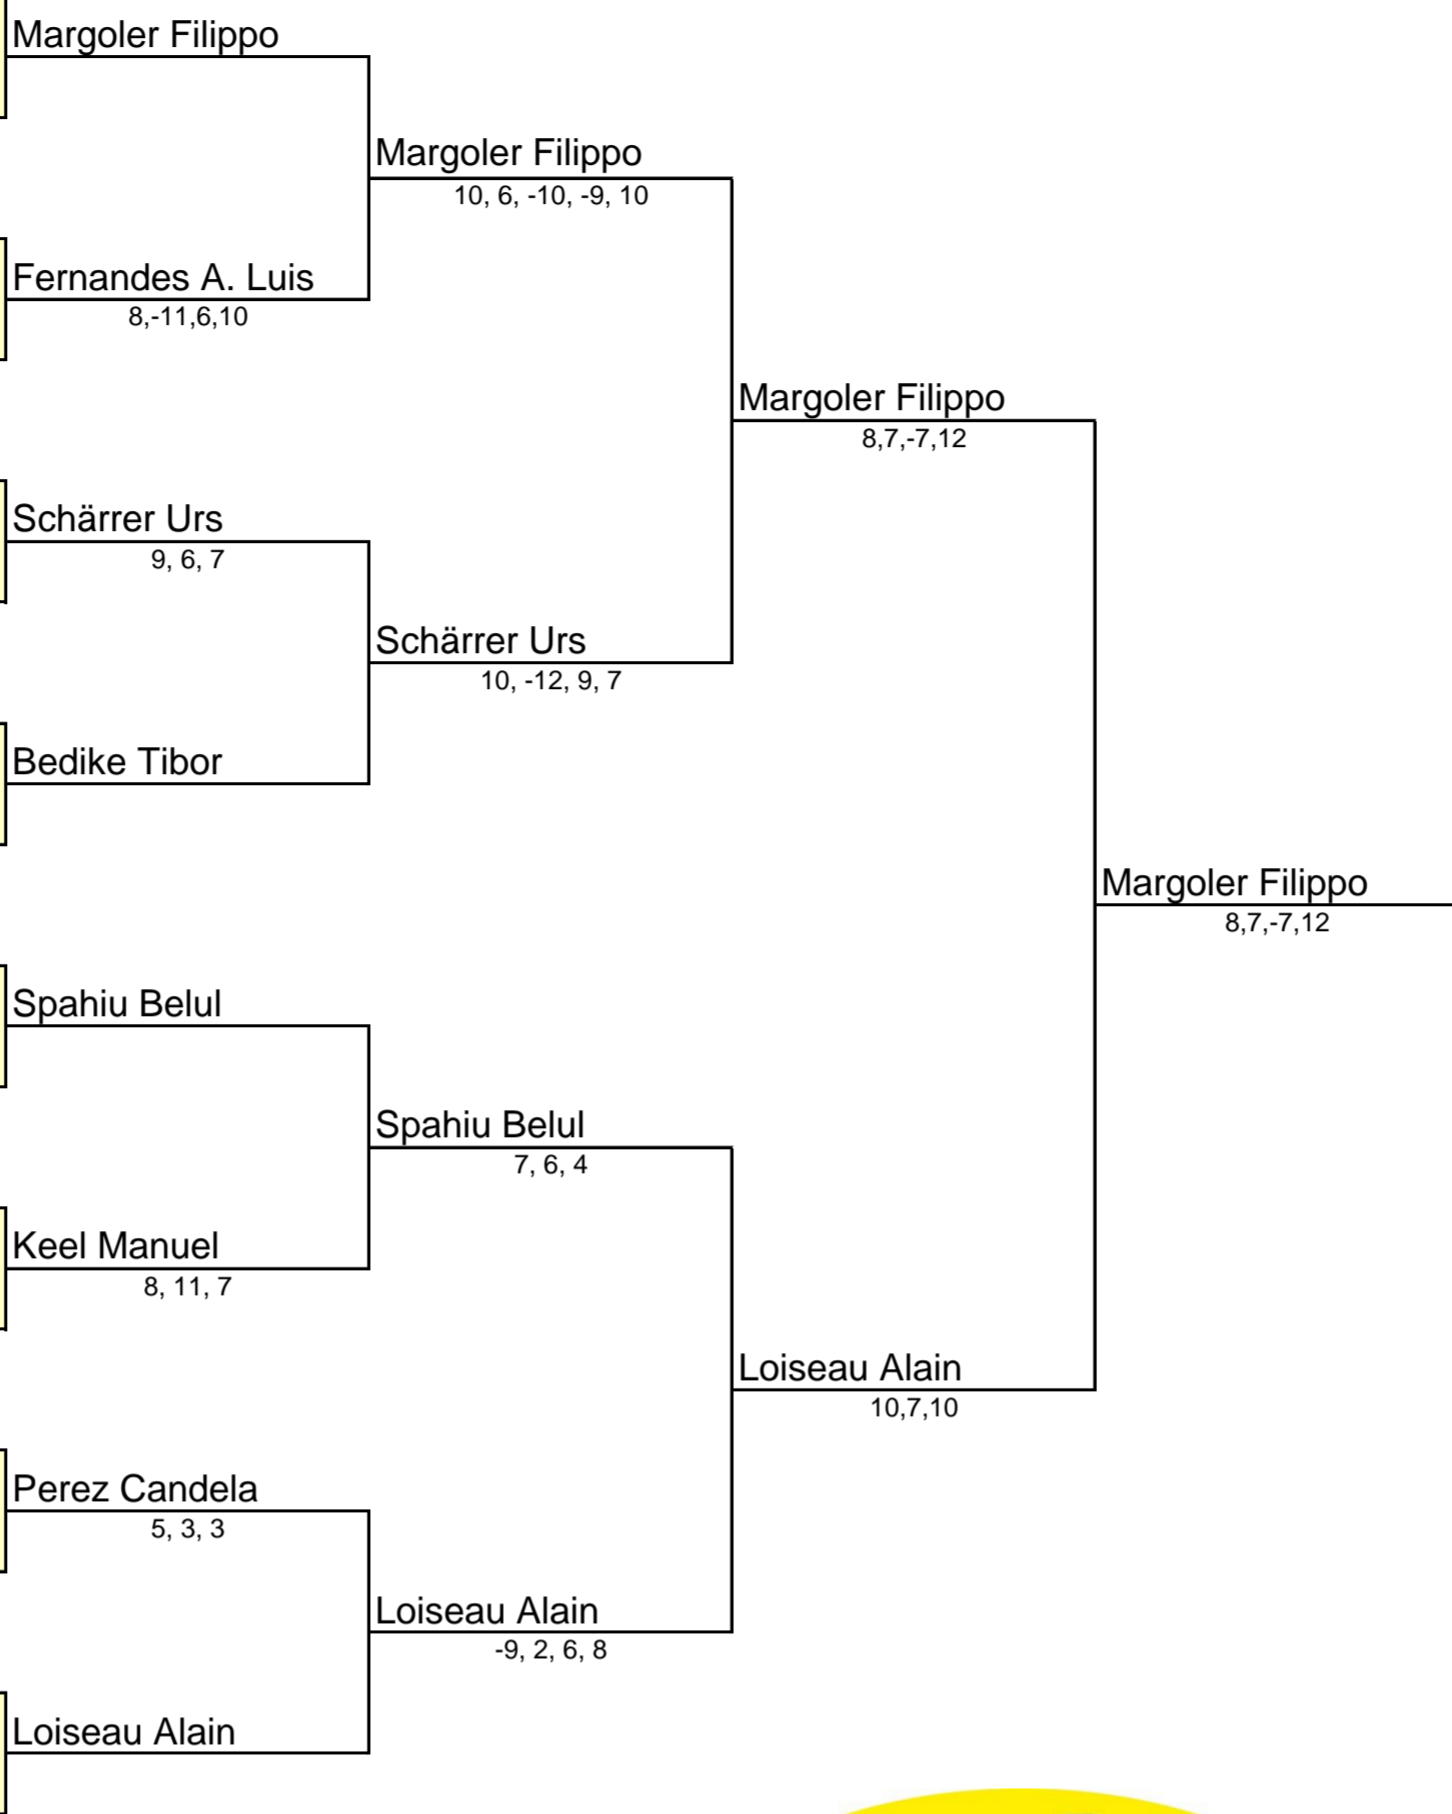 Margoler Filippo
Margoler Filippo
10, 6, -10, -9, 10
Fernandes A. Luis
8,-11,6,10
Margoler Filippo
8,7,-7,12
Schärrer Urs
9, 6, 7
Schärrer Urs
10, -12, 9, 7
Bedike Tibor
Margoler Filippo
8,7,-7,12
Spahiu Belul
Spahiu Belul
7, 6, 4
Keel Manuel
8, 11, 7
Loiseau Alain
10,7,10
Perez Candela
5, 3, 3
Loiseau Alain
-9, 2, 6, 8
Loiseau Alain